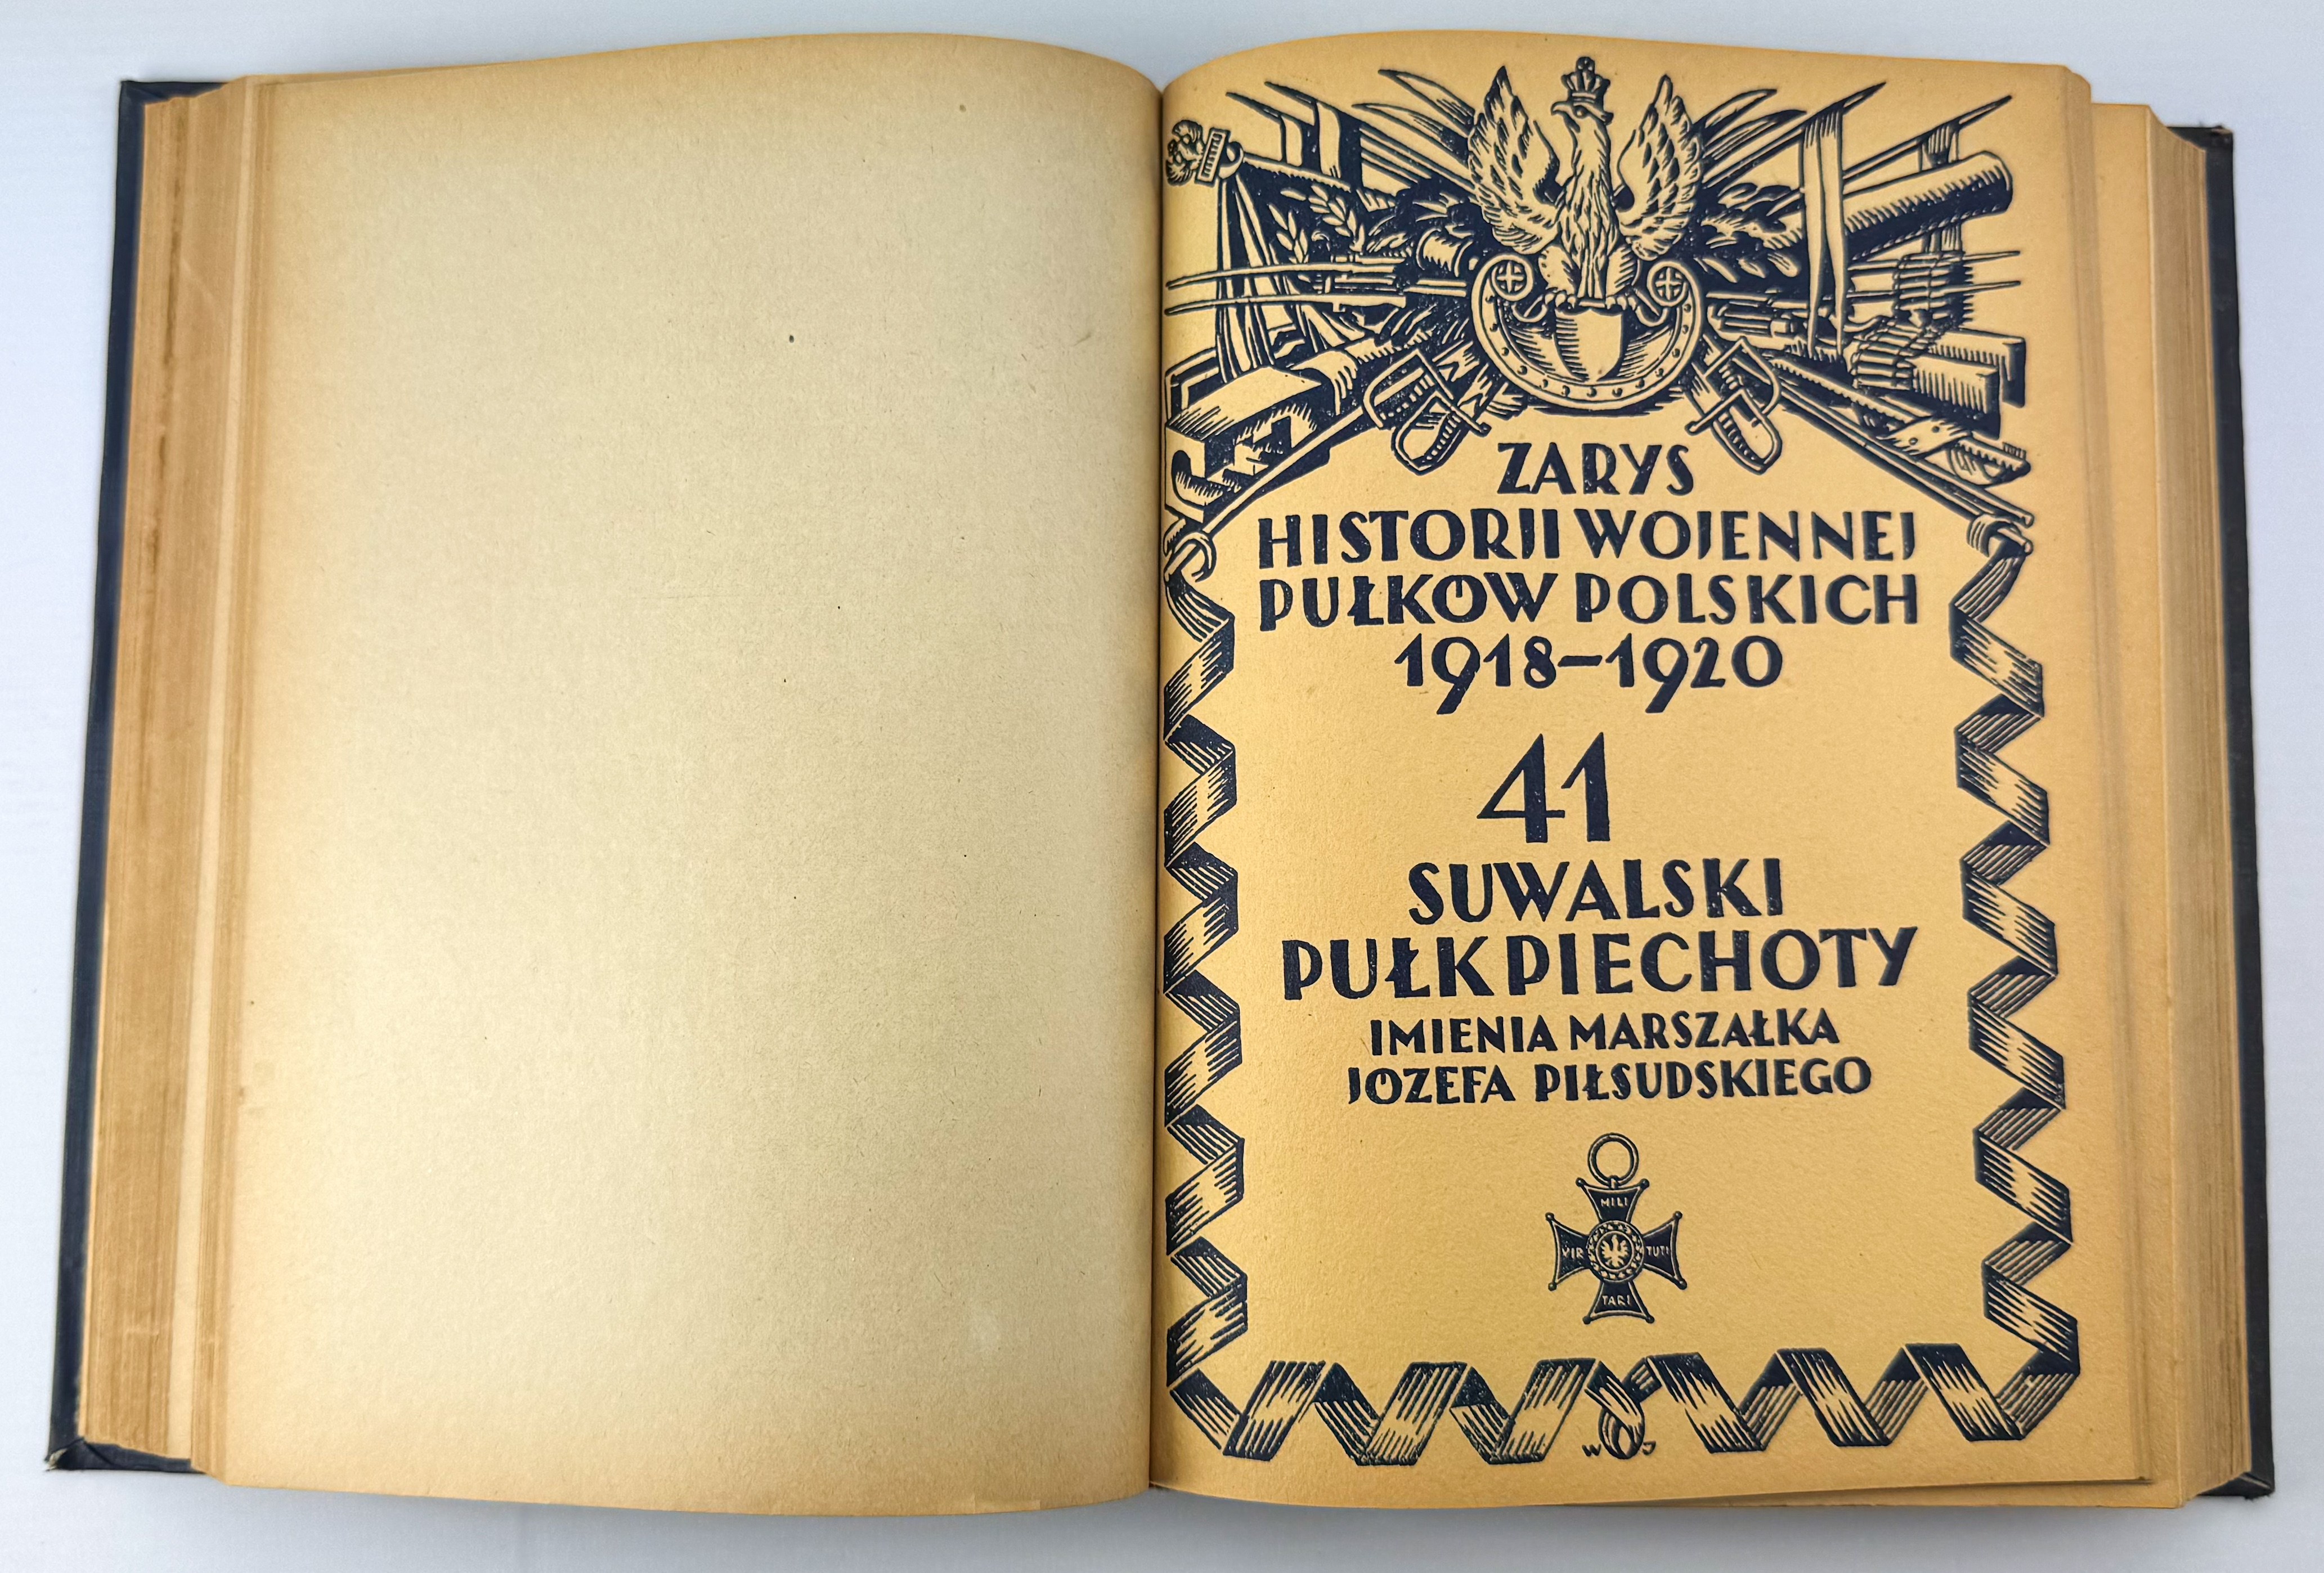 ZARYS
HISTORJI WOJENNEJ
PUŁKÓW POLSKICH
1918–1920
41
SUWALSKI
PUŁK PIECHOTY
IMIENIA MARSZAŁKA
JÓZEFA PIŁSUDSKIEGO
MILI
VIR TUTI
TARI
W J